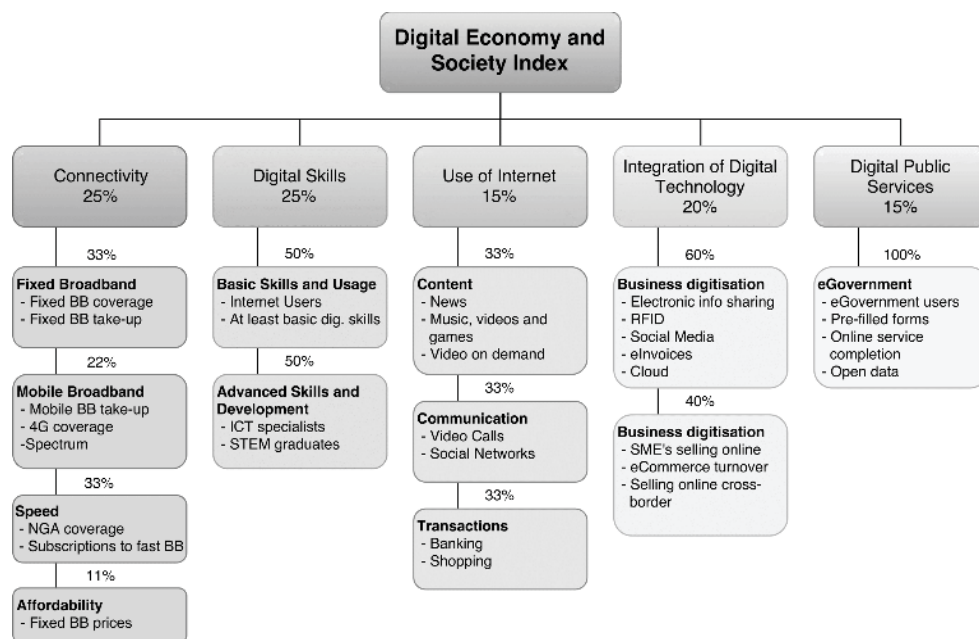 Digital Economy and
Society Index
Connectivity
25%
33%
Fixed Broadband
- Fixed BB coverage
- Fixed BB take-up
22%
Mobile Broadband
- Mobile BB take-up
- 4G coverage
-Spectrum
33%
Speed
- NGA coverage
- Subscriptions to fast BB
11%
Affordability
- Fixed BB prices
Digital Skills
25%
50%
Basic Skills and Usage
- Internet Users
- At least basic dig. skills
50%
Advanced Skills and
Development
- ICT specialists
- STEM graduates
Use of Internet
15%
33%
Content
- News
- Music, videos and
games
- Video on demand
33%
Communication
- Video Calls
- Social Networks
33%
Transactions
- Banking
- Shopping
Integration of Digital
Technology
20%
60%
Business digitisation
- Electronic info sharing
- RFID
- Social Media
- eInvoices
- Cloud
40%
Business digitisation
- SME's selling online
- eCommerce turnover
- Selling online cross-
border
Digital Public
Services
15%
100%
eGovernment
- eGovernment users
- Pre-filled forms
- Online service
completion
- Open data